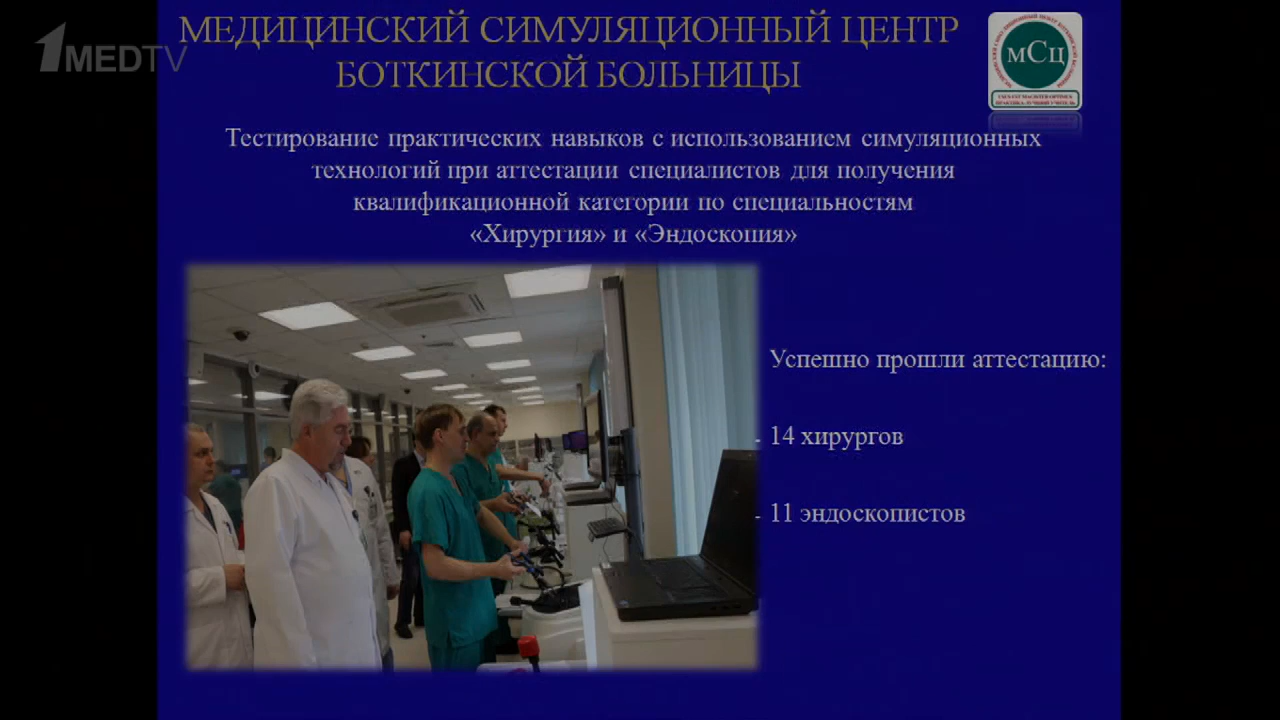 1MEDTV
МЕДИЦИНСКИЙ СИМУЛЯЦИОННЫЙ ЦЕНТР
БОТКИНСКОЙ БОЛЬНИЦЫ
мСц
Тестирование практических навыков с использованием симуляционных
технологий при аттестации специалистов для получения
квалификационной категории по специальностям
«Хирургия» и «Эндоскопия»
Успешно прошли аттестацию:
- 14 хирургов
- 11 эндоскопистов